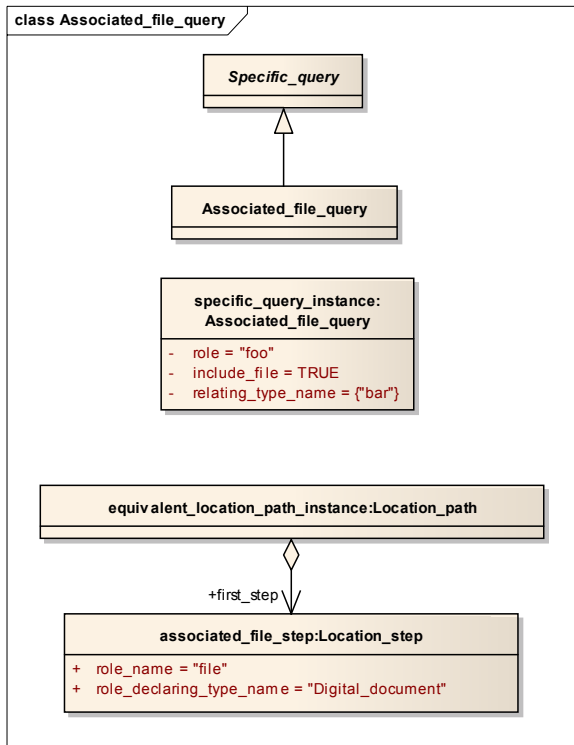 class Associated_file_query
Specific_query
Associated_file_query
specific_query_instance:
Associated_file_query
- role = "foo"
- include_file = TRUE
- relating_type_name = {"bar"}
equivalent_location_path_instance:Location_path
+first_step
associated_file_step:Location_step
+ role_name = "file"
+ role_declaring_type_name = "Digital_document"